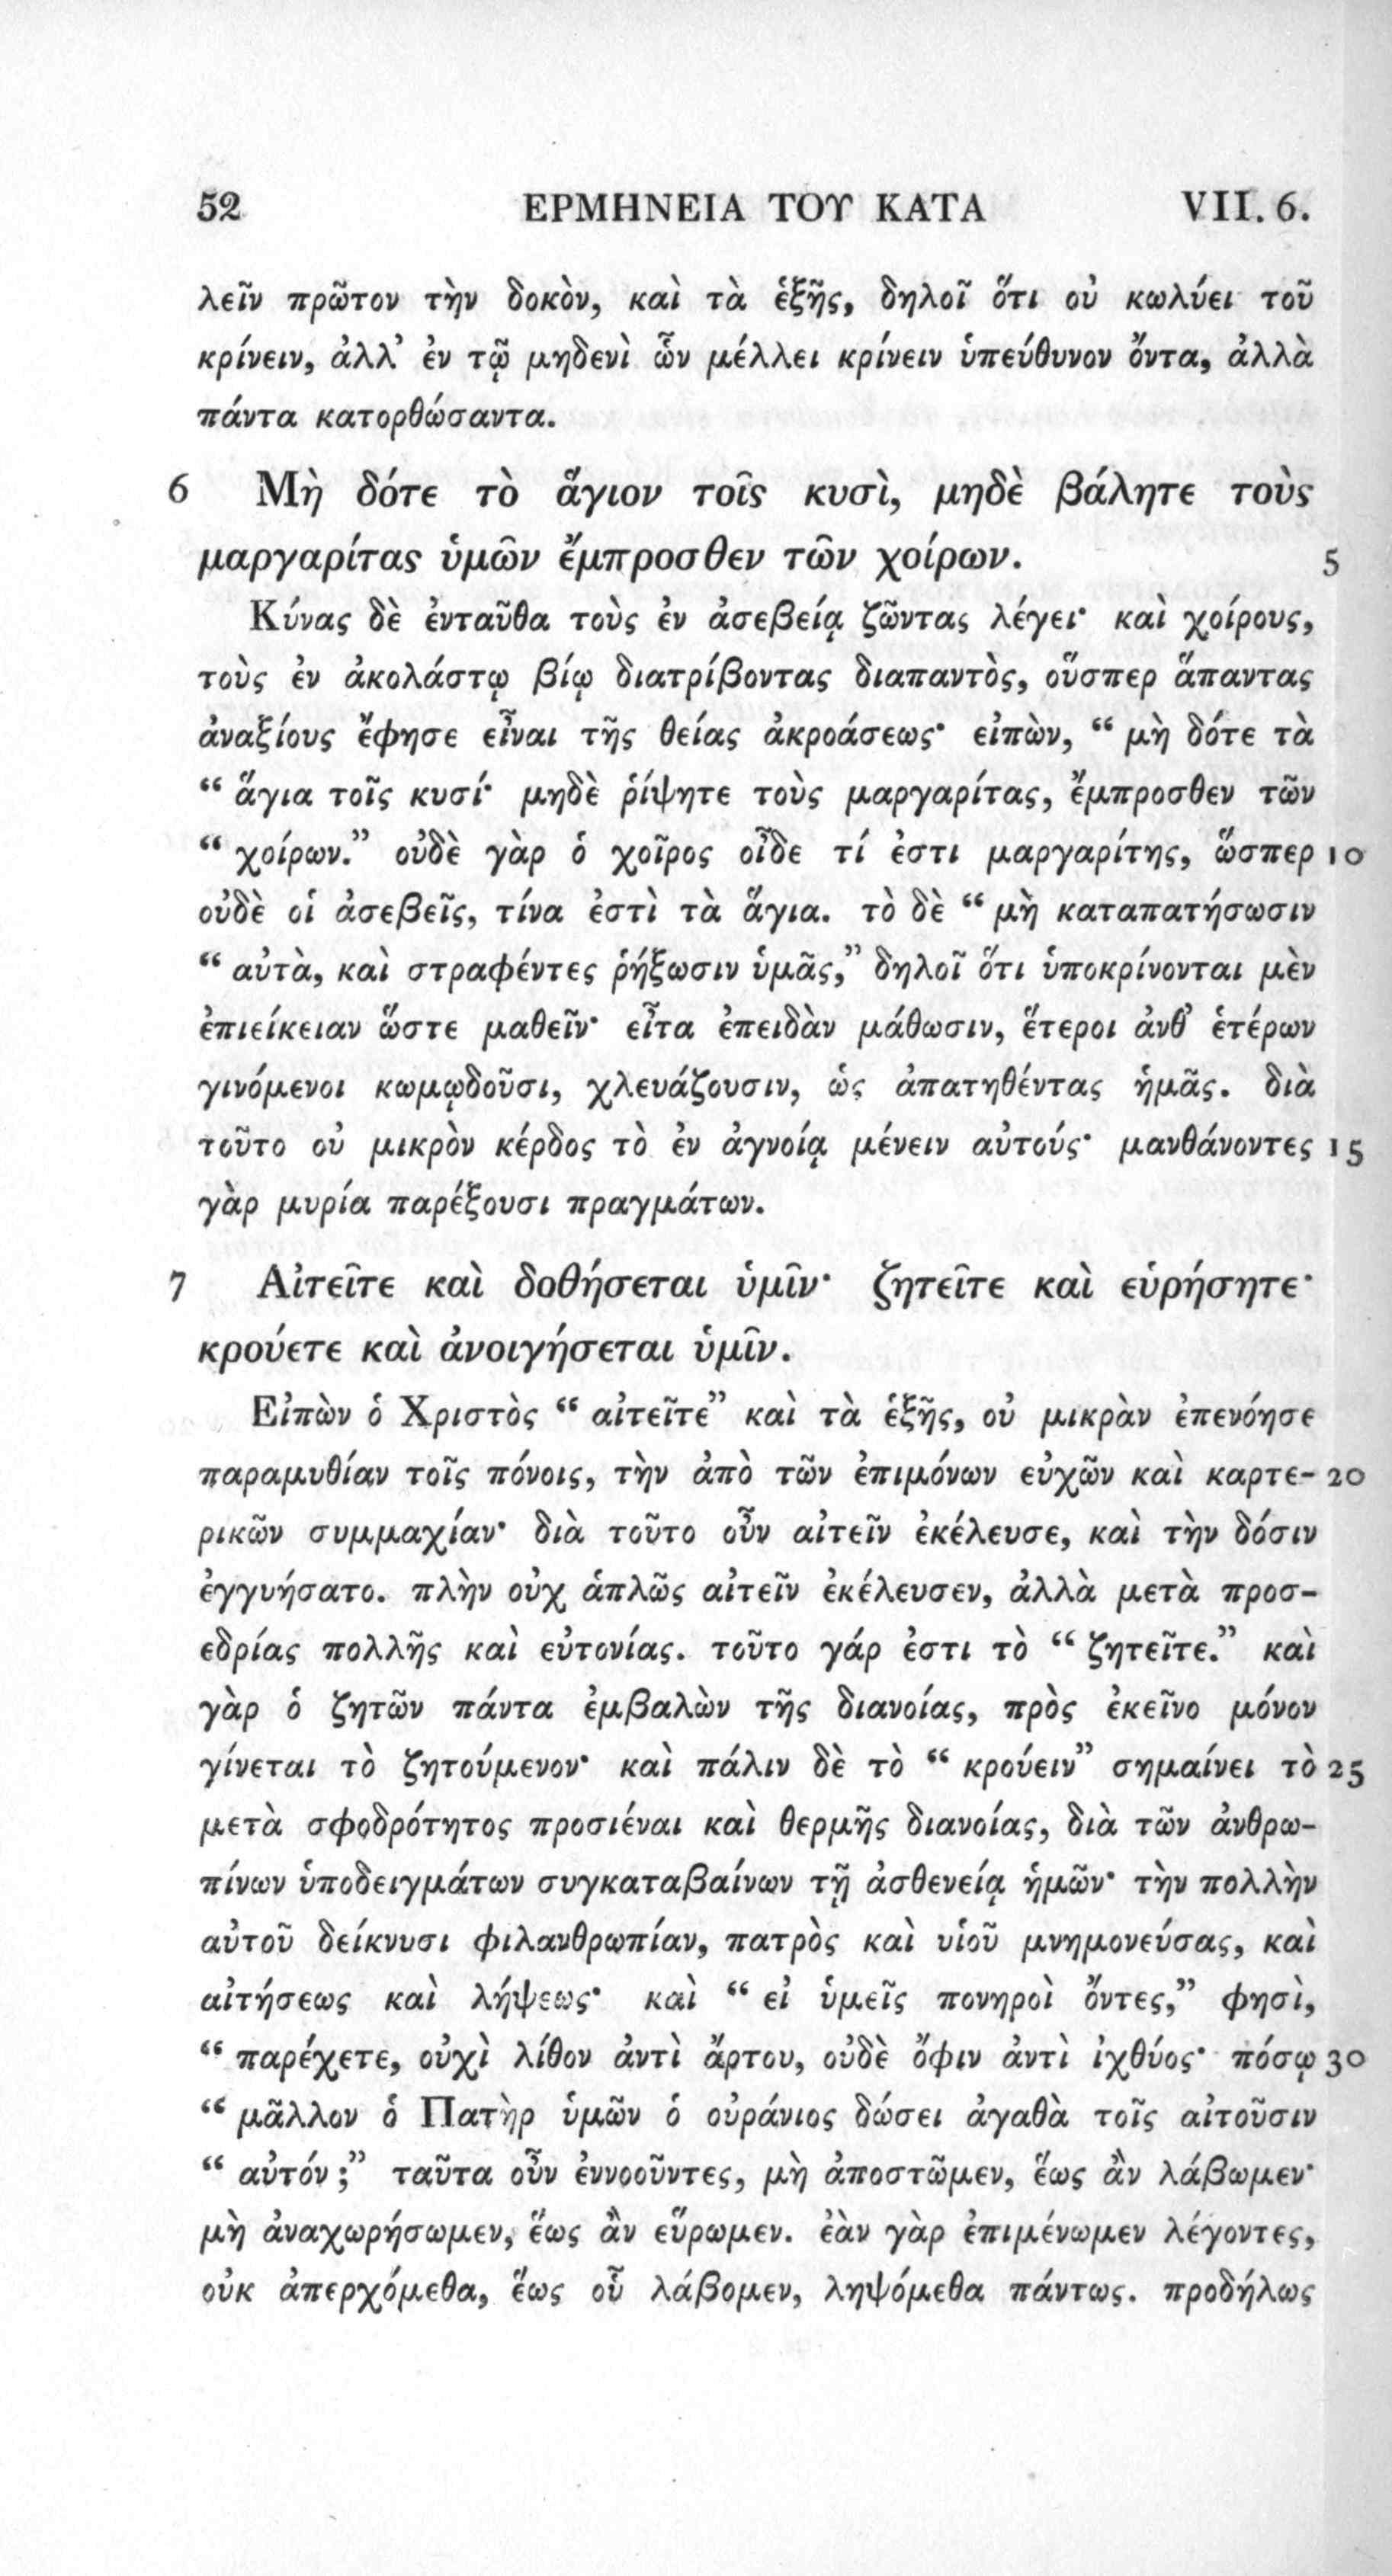 52 ΕΡΜΗΝΕΙΑ ΤΟΥ ΚΑΤΑ VII. 6.
λεῖν πρῶτον τὴν δοκὸν, καὶ τὰ ἑξῆς, δηλοῖ ὅτι οὐ κωλύει τοῦ
κρίνειν, ἀλλ’ ἐν τῷ μηδενὶ ὧν μέλλει κρίνειν ὑπεύθυνον ὄντα, ἀλλὰ
πάντα κατορθώσαντα.
6 Μὴ δότε τὸ ἅγιον τοῖς κυσὶ, μηδὲ βάλητε τοὺς
μαργαρίτας ὑμῶν ἔμπροσθεν τῶν χοίρων. 5
Κύνας δὲ ἐνταῦθα τοὺς ἐν ἀσεβείᾳ ζῶντας λέγει· καὶ χοίρους,
τοὺς ἐν ἀκολάστῳ βίῳ διατρίβοντας διαπαντὸς, οὕσπερ ἅπαντας
ἀναξίους ἔφησε εἶναι τῆς θείας ἀκροάσεως· εἰπὼν, “ μὴ δότε τὰ
“ ἅγια τοῖς κυσί· μηδὲ ῥίψητε τοὺς μαργαρίτας, ἔμπροσθεν τῶν
“ χοίρων.” οὐδὲ γὰρ ὁ χοῖρος οἶδε τί ἐστι μαργαρίτης, ὥσπερ 10
οὐδὲ οἱ ἀσεβεῖς, τίνα ἐστὶ τὰ ἅγια. τὸ δὲ “ μὴ καταπατήσωσιν
“ αὐτὰ, καὶ στραφέντες ῥήξωσιν ὑμᾶς,” δηλοῖ ὅτι ὑποκρίνονται μὲν
ἐπιείκειαν ὥστε μαθεῖν· εἶτα ἐπειδὰν μάθωσιν, ἕτεροι ἀνθ’ ἑτέρων
γινόμενοι κωμῳδοῦσι, χλευάζουσιν, ὡς ἀπατηθέντας ἡμᾶς. διὰ
τοῦτο οὐ μικρὸν κέρδος τὸ ἐν ἀγνοίᾳ μένειν αὐτούς· μανθάνοντες 15
γὰρ μυρία παρέξουσι πραγμάτων.
7 Αἰτεῖτε καὶ δοθήσεται ὑμῖν· ζητεῖτε καὶ εὑρήσητε·
κρούετε καὶ ἀνοιγήσεται ὑμῖν.
Εἰπὼν ὁ Χριστὸς “ αἰτεῖτε” καὶ τὰ ἑξῆς, οὐ μικρὰν ἐπενόησε
παραμυθίαν τοῖς πόνοις, τὴν ἀπὸ τῶν ἐπιμόνων εὐχῶν καὶ καρτε- 20
ρικῶν συμμαχίαν· διὰ τοῦτο οὖν αἰτεῖν ἐκέλευσε, καὶ τὴν δόσιν
ἐγγυήσατο. πλὴν οὐχ ἁπλῶς αἰτεῖν ἐκέλευσεν, ἀλλὰ μετὰ προσ-
εδρίας πολλῆς καὶ εὐτονίας. τοῦτο γάρ ἐστι τὸ “ ζητεῖτε.” καὶ
γὰρ ὁ ζητῶν πάντα ἐμβαλὼν τῆς διανοίας, πρὸς ἐκεῖνο μόνον
γίνεται τὸ ζητούμενον· καὶ πάλιν δὲ τὸ “ κρούειν” σημαίνει τὸ 25
μετὰ σφοδρότητος προσιέναι καὶ θερμῆς διανοίας, διὰ τῶν ἀνθρω-
πίνων ὑποδειγμάτων συγκαταβαίνων τῇ ἀσθενείᾳ ἡμῶν· τὴν πολλὴν
αὐτοῦ δείκνυσι φιλανθρωπίαν, πατρὸς καὶ υἱοῦ μνημονεύσας, καὶ
αἰτήσεως καὶ λήψεως· καὶ “ εἰ ὑμεῖς πονηροὶ ὄντες,” φησὶ,
“ παρέχετε, οὐχὶ λίθον ἀντὶ ἄρτου, οὐδὲ ὄφιν ἀντὶ ἰχθύος· πόσῳ 30
“ μᾶλλον ὁ Πατὴρ ὑμῶν ὁ οὐράνιος δώσει ἀγαθὰ τοῖς αἰτοῦσιν
“ αὐτόν ;” ταῦτα οὖν ἐννοοῦντες, μὴ ἀποστῶμεν, ἕως ἂν λάβωμεν·
μὴ ἀναχωρήσωμεν, ἕως ἂν εὕρωμεν. ἐὰν γὰρ ἐπιμένωμεν λέγοντες,
οὐκ ἀπερχόμεθα, ἕως οὗ λάβομεν, ληψόμεθα πάντως. προδήλως